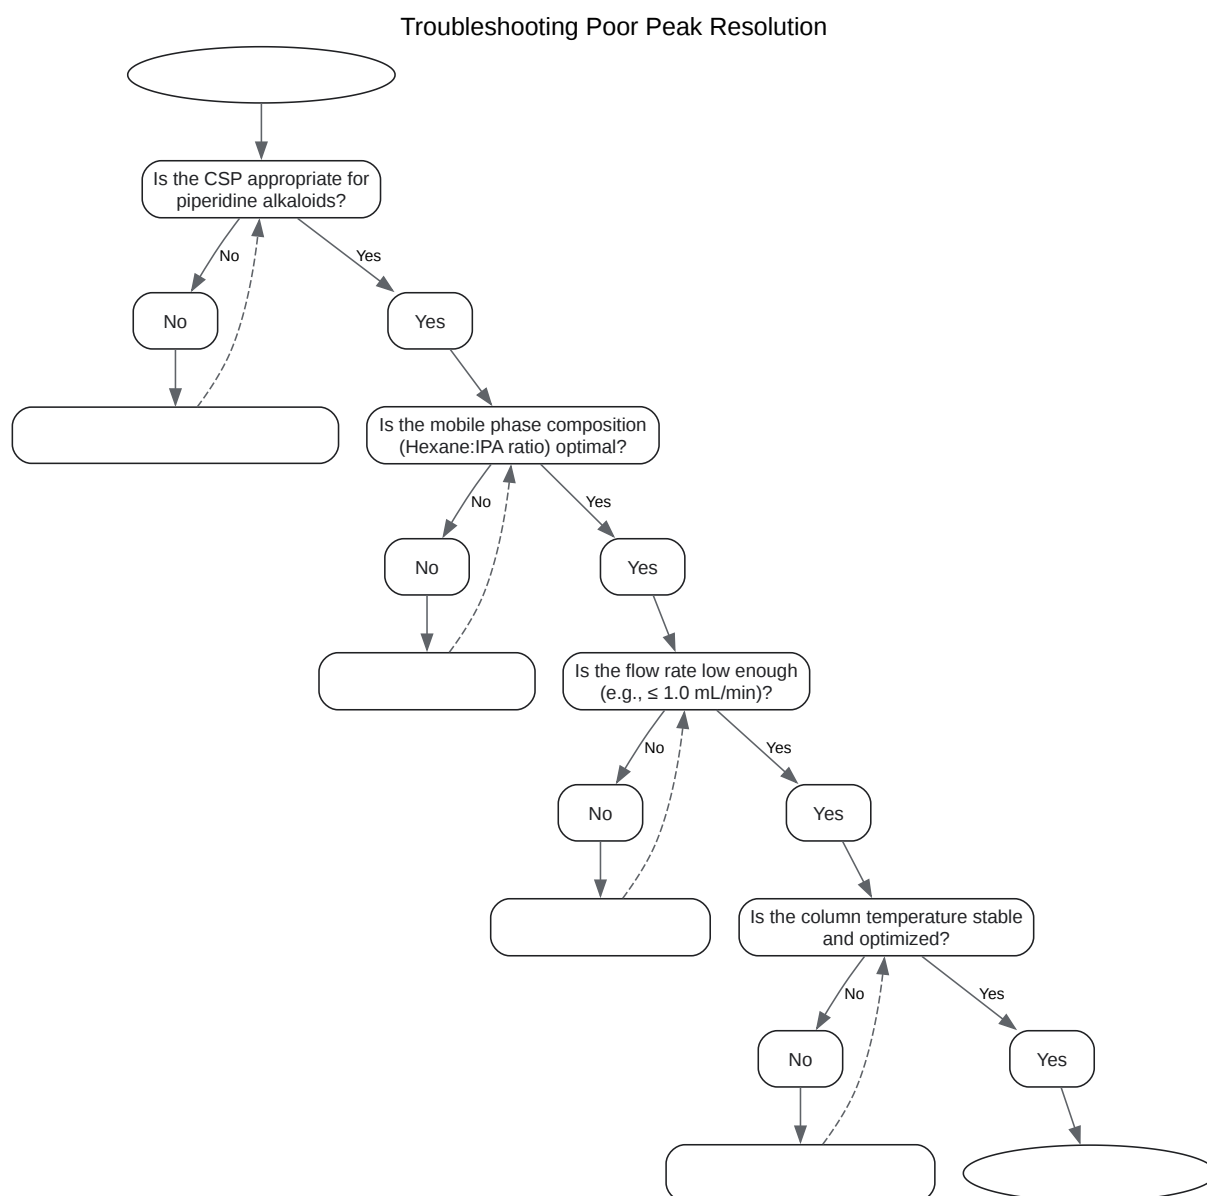 Troubleshooting Poor Peak Resolution
Is the CSP appropriate for
piperidine alkaloids?
No
Yes
No
Yes
Is the mobile phase composition
(Hexane:IPA ratio) optimal?
No
Yes
No
Yes
Is the flow rate low enough
(e.g., ≤ 1.0 mL/min)?
No
Yes
No
Yes
Is the column temperature stable
and optimized?
No
Yes
No
Yes